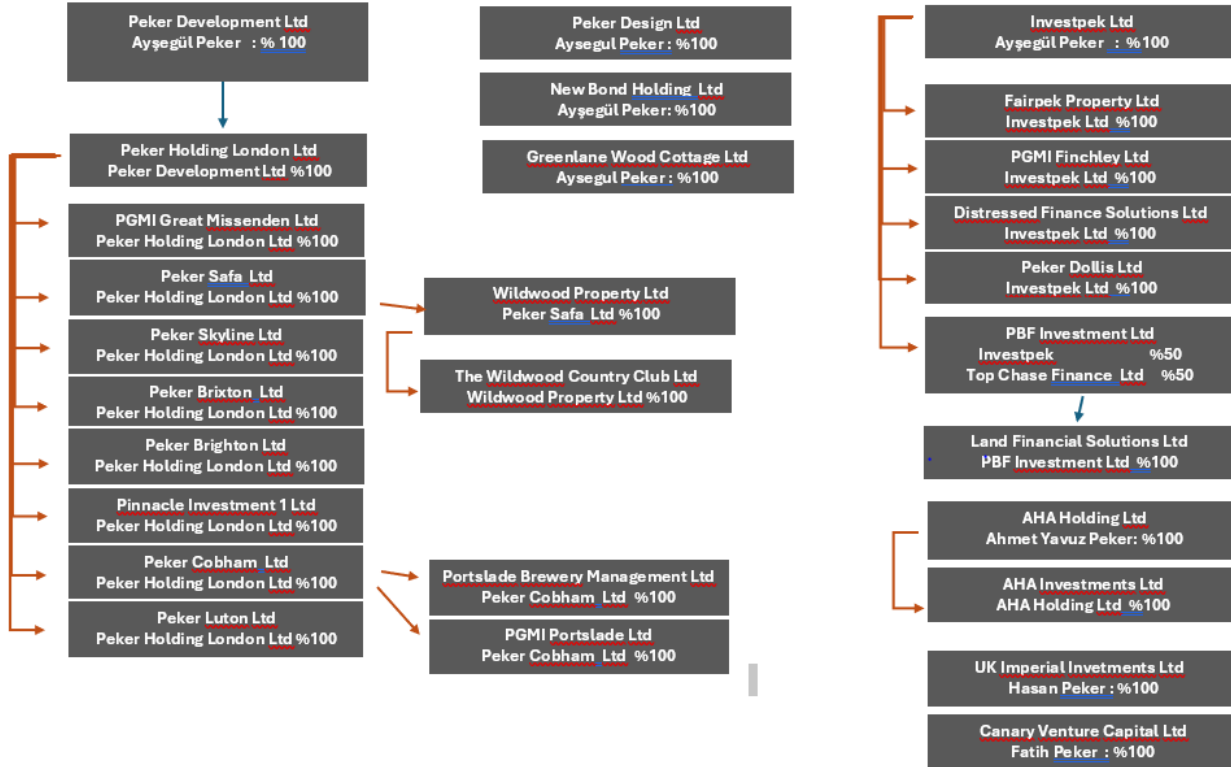 Peker Development Ltd
Ayşegül Peker : % 100
Peker Holding London Ltd
Peker Development Ltd %100
PGMI Great Missenden Ltd
Peker Holding London Ltd %100
Peker Safa Ltd
Peker Holding London Ltd %100
Peker Skyline Ltd
Peker Holding London Ltd %100
Peker Brixton Ltd
Peker Holding London Ltd %100
Peker Brighton Ltd
Peker Holding London Ltd %100
Pinnacle Investment 1 Ltd
Peker Holding London Ltd %100
Peker Cobham Ltd
Peker Holding London Ltd %100
Peker Luton Ltd
Peker Holding London Ltd %100
Peker Design Ltd
Aysegul Peker : %100
New Bond Holding Ltd
Ayşegül Peker: %100
Greenlane Wood Cottage Ltd
Aysegul Peker : %100
Wildwood Property Ltd
Peker Safa Ltd %100
The Wildwood Country Club Ltd
Wildwood Property Ltd %100
Portslade Brewery Management Ltd
Peker Cobham Ltd %100
PGMI Portslade Ltd
Peker Cobham Ltd %100
Investpek Ltd
Ayşegül Peker : %100
Fairpek Property Ltd
Investpek Ltd %100
PGMI Finchley Ltd
Investpek Ltd %100
Distressed Finance Solutions Ltd
Investpek Ltd %100
Peker Dollis Ltd
Investpek Ltd %100
PBF Investment Ltd
Investpek %50
Top Chase Finance Ltd %50
Land Financial Solutions Ltd
PBF Investment Ltd %100
AHA Holding Ltd
Ahmet Yavuz Peker: %100
AHA Investments Ltd
AHA Holding Ltd %100
UK Imperial Invetments Ltd
Hasan Peker : %100
Canary Venture Capital Ltd
Fatih Peker : %100